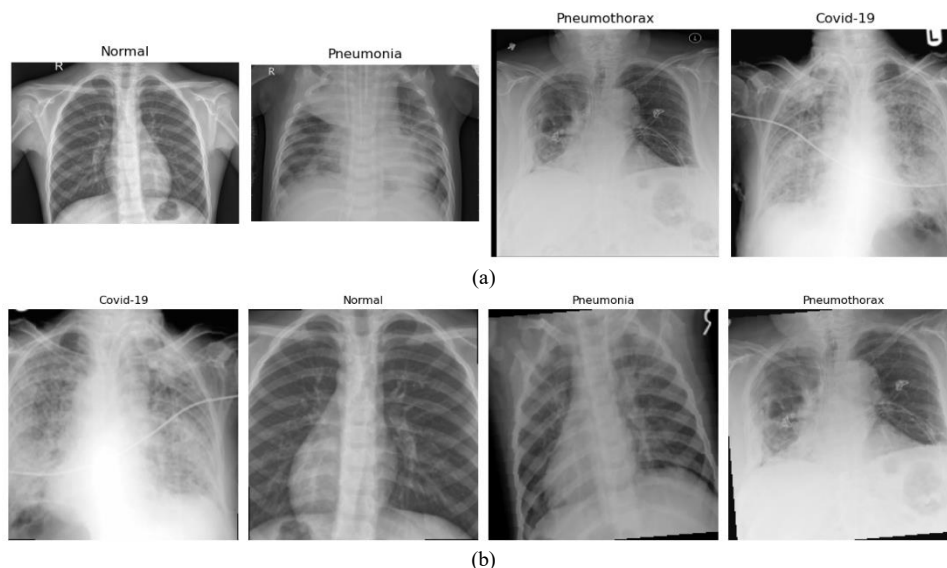 Pneumothorax
Covid-19
Normal
Pneumonia
R
R
L
L
(a)
Covid-19
Normal
Pneumonia
Pneumothorax
(b)